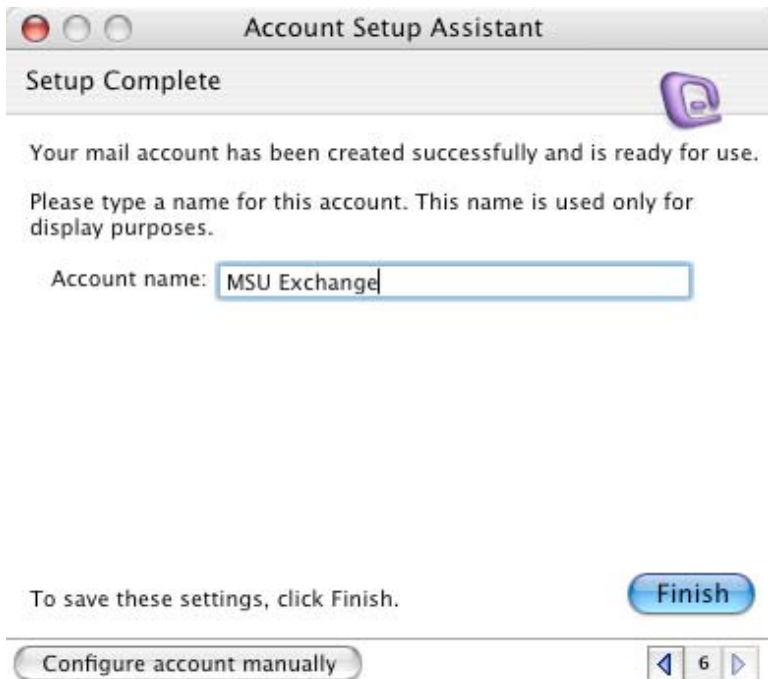 Account Setup Assistant
Setup Complete
Your mail account has been created successfully and is ready for use.
Please type a name for this account. This name is used only for
display purposes.
Account name: MSU Exchange
To save these settings, click Finish.
Finish
Configure account manually
6